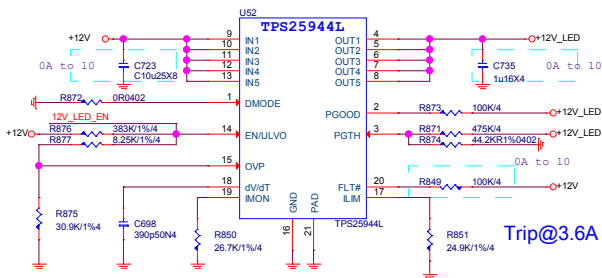 U52
TPS25944L
+12V
9 IN1
10 IN2
11 IN3
12 IN4
13 IN5
OUT1 4
OUT2 5
OUT3 6
OUT4 7
OUT5 8
+12V_LED
0A to 10
C723
C10u25X8
0A to 10
C735
1u16X4
R872 0R0402
1 DMODE
PGOOD 2
R873 100K/4
+12V_LED
12V_LED_EN
+12V
R876 383K/1%/4
R877 8.25K/1%/4
14 EN/ULVO
PGTH 3
R871 475K/4
+12V_LED
R874 44.2KR1%0402
15 OVP
0A to 10
18 dV/dT
19 IMON
FLT# 20
ILIM 17
R849 100K/4
+12V
GND
PAD
TPS25944L
16
21
R875
30.9K/1%/4
C698
390p50N4
R850
26.7K/1%/4
R851
24.9K/1%/4
Trip@3.6A